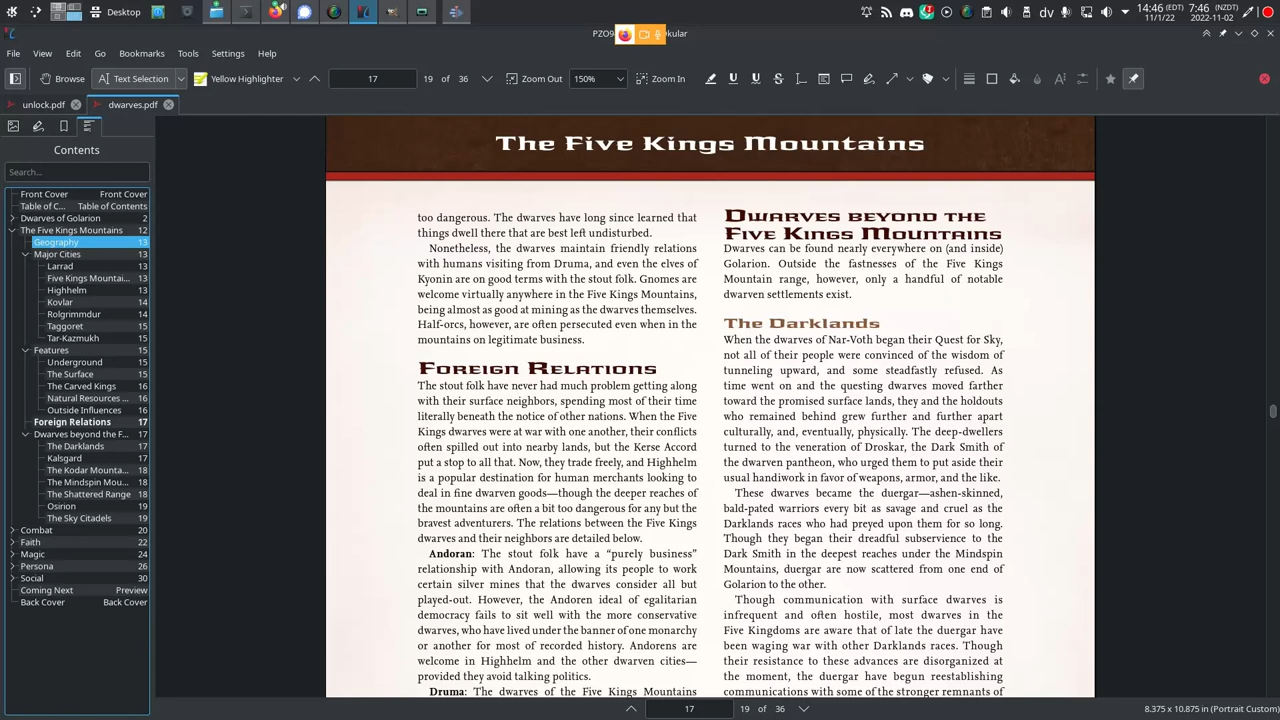 Desktop
dv
14:46 (EDT)
11/1/22
7:46 (NZDT)
2022-11-02
PZO9
kular
File View Edit Go Bookmarks Tools Settings Help
Browse Text Selection Yellow Highlighter 17 19 of 36 Zoom Out 150% Zoom In
unlock.pdf dwarves.pdf
Contents
Search...
Front Cover Front Cover
Table of C... Table of Contents
Dwarves of Golarion 2
The Five Kings Mountains 12
Geography 13
Major Cities 13
Larrad 13
Five Kings Mountai... 13
Highhelm 13
Kovlar 14
Rolgrimmdur 14
Taggoret 15
Tar-Kazmukh 15
Features 15
Underground 15
The Surface 15
The Carved Kings 16
Natural Resources ... 16
Outside Influences 16
Foreign Relations 17
Dwarves beyond the F... 17
The Darklands 17
Kalsgard 17
The Kodar Mounta... 18
The Mindspin Mou... 18
The Shattered Range 18
Osirion 19
The Sky Citadels 19
Combat 20
Faith 22
Magic 24
Persona 26
Social 30
Coming Next Preview
Back Cover Back Cover
The Five Kings Mountains
too dangerous. The dwarves have long since learned that
things dwell there that are best left undisturbed.
Nonetheless, the dwarves maintain friendly relations
with humans visiting from Druma, and even the elves of
Kyonin are on good terms with the stout folk. Gnomes are
welcome virtually anywhere in the Five Kings Mountains,
being almost as good at mining as the dwarves themselves.
Half-orcs, however, are often persecuted even when in the
mountains on legitimate business.
Foreign Relations
The stout folk have never had much problem getting along
with their surface neighbors, spending most of their time
literally beneath the notice of other nations. When the Five
Kings dwarves were at war with one another, their conflicts
often spilled out into nearby lands, but the Kerse Accord
put a stop to all that. Now, they trade freely, and Highhelm
is a popular destination for human merchants looking to
deal in fine dwarven goods—though the deeper reaches of
the mountains are often a bit too dangerous for any but the
bravest adventurers. The relations between the Five Kings
dwarves and their neighbors are detailed below.
Andoran: The stout folk have a “purely business”
relationship with Andoran, allowing its people to work
certain silver mines that the dwarves consider all but
played-out. However, the Andoren ideal of egalitarian
democracy fails to sit well with the more conservative
dwarves, who have lived under the banner of one monarchy
or another for most of recorded history. Andorens are
welcome in Highhelm and the other dwarven cities—
provided they avoid talking politics.
Druma: The dwarves of the Five Kings Mountains
Dwarves beyond the
Five Kings Mountains
Dwarves can be found nearly everywhere on (and inside)
Golarion. Outside the fastnesses of the Five Kings
Mountain range, however, only a handful of notable
dwarven settlements exist.
The Darklands
When the dwarves of Nar-Voth began their Quest for Sky,
not all of their people were convinced of the wisdom of
tunneling upward, and some steadfastly refused. As
time went on and the questing dwarves moved farther
toward the promised surface lands, they and the holdouts
who remained behind grew further and further apart
culturally, and, eventually, physically. The deep-dwellers
turned to the veneration of Droskar, the Dark Smith of
the dwarven pantheon, who urged them to put aside their
usual handiwork in favor of weapons, armor, and the like.
These dwarves became the duergar—ashen-skinned,
bald-pated warriors every bit as savage and cruel as the
Darklands races who had preyed upon them for so long.
Though they began their dreadful subservience to the
Dark Smith in the deepest reaches under the Mindspin
Mountains, duergar are now scattered from one end of
Golarion to the other.
Though communication with surface dwarves is
infrequent and often hostile, most dwarves in the
Five Kingdoms are aware that of late the duergar have
been waging war with other Darklands races. Though
their resistance to these advances are disorganized at
the moment, the duergar have begun reestablishing
communications with some of the stronger remnants of
17 19 of 36
8.375 x 10.875 in (Portrait Custom)